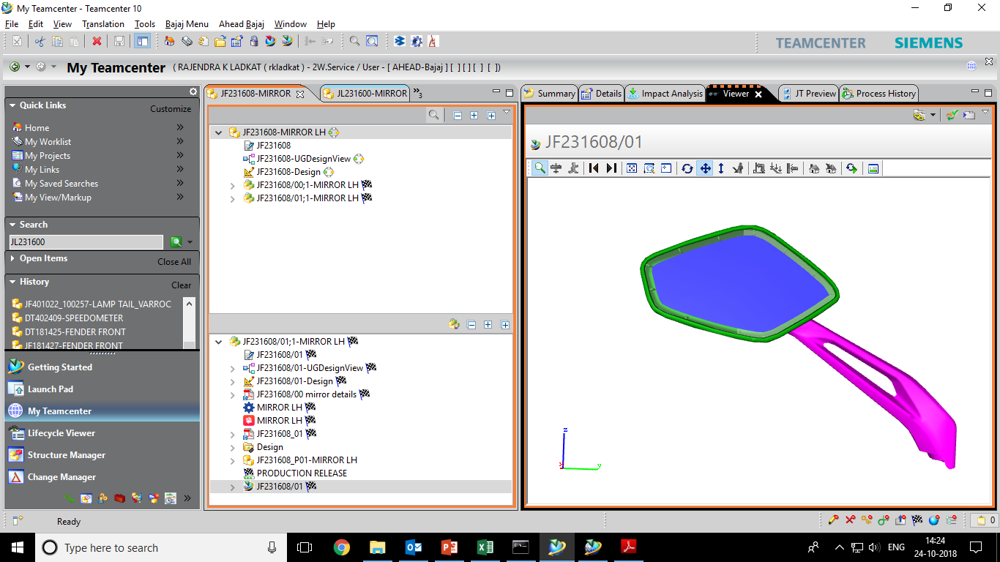 My Teamcenter - Teamcenter 10
File Edit View Translation Tools Bajaj Menu Ahead Bajaj Window Help
TEAMCENTER SIEMENS
My Teamcenter ( RAJENDRA K LADKAT ( rkladkat ) - 2W.Service / User - [ AHEAD-Bajaj ] [ ] [ ] [ ] [ ])
Quick Links
Customize
Home
My Worklist
My Projects
My Links
My Saved Searches
My View/Markup
Search
JL231600
Open Items
Close All
History
Clear
JF401022_100257-LAMP TAIL_VARROC
DT402409-SPEEDOMETER
DT181425-FENDER FRONT
JF181427-FENDER FRONT
Getting Started
Launch Pad
My Teamcenter
Lifecycle Viewer
Structure Manager
Change Manager
JF231608-MIRROR JL231600-MIRROR »3
JF231608-MIRROR LH
JF231608
JF231608-UGDesignView
JF231608-Design
JF231608/00;1-MIRROR LH
JF231608/01;1-MIRROR LH
JF231608/01;1-MIRROR LH
JF231608/01
JF231608/01-UGDesignView
JF231608/01-Design
JF231608/00 mirror details
MIRROR LH
MIRROR LH
JF231608_01
Design
JF231608_P01-MIRROR LH
PRODUCTION RELEASE
JF231608/01
Summary Details Impact Analysis Viewer JT Preview Process History
JF231608/01
z
x y
Ready
0
Type here to search
ENG
14:24
24-10-2018